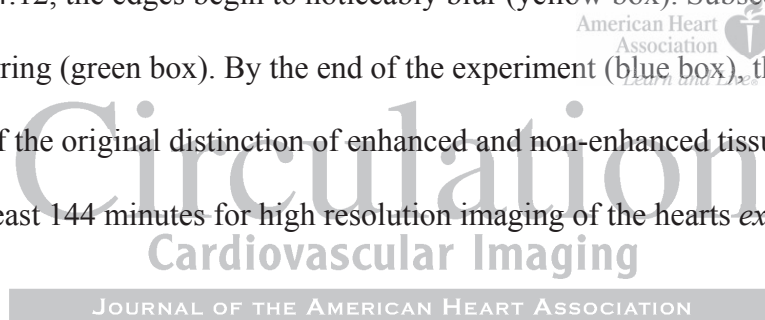 4:12, the edges begin to noticeably blur (yellow box). Subse
American Heart
Association
Learn and Live®
ring (green box). By the end of the experiment (blue box), th
f the original distinction of enhanced and non-enhanced tissu
Circulation
east 144 minutes for high resolution imaging of the hearts ex
Cardiovascular Imaging
JOURNAL OF THE AMERICAN HEART ASSOCIATION